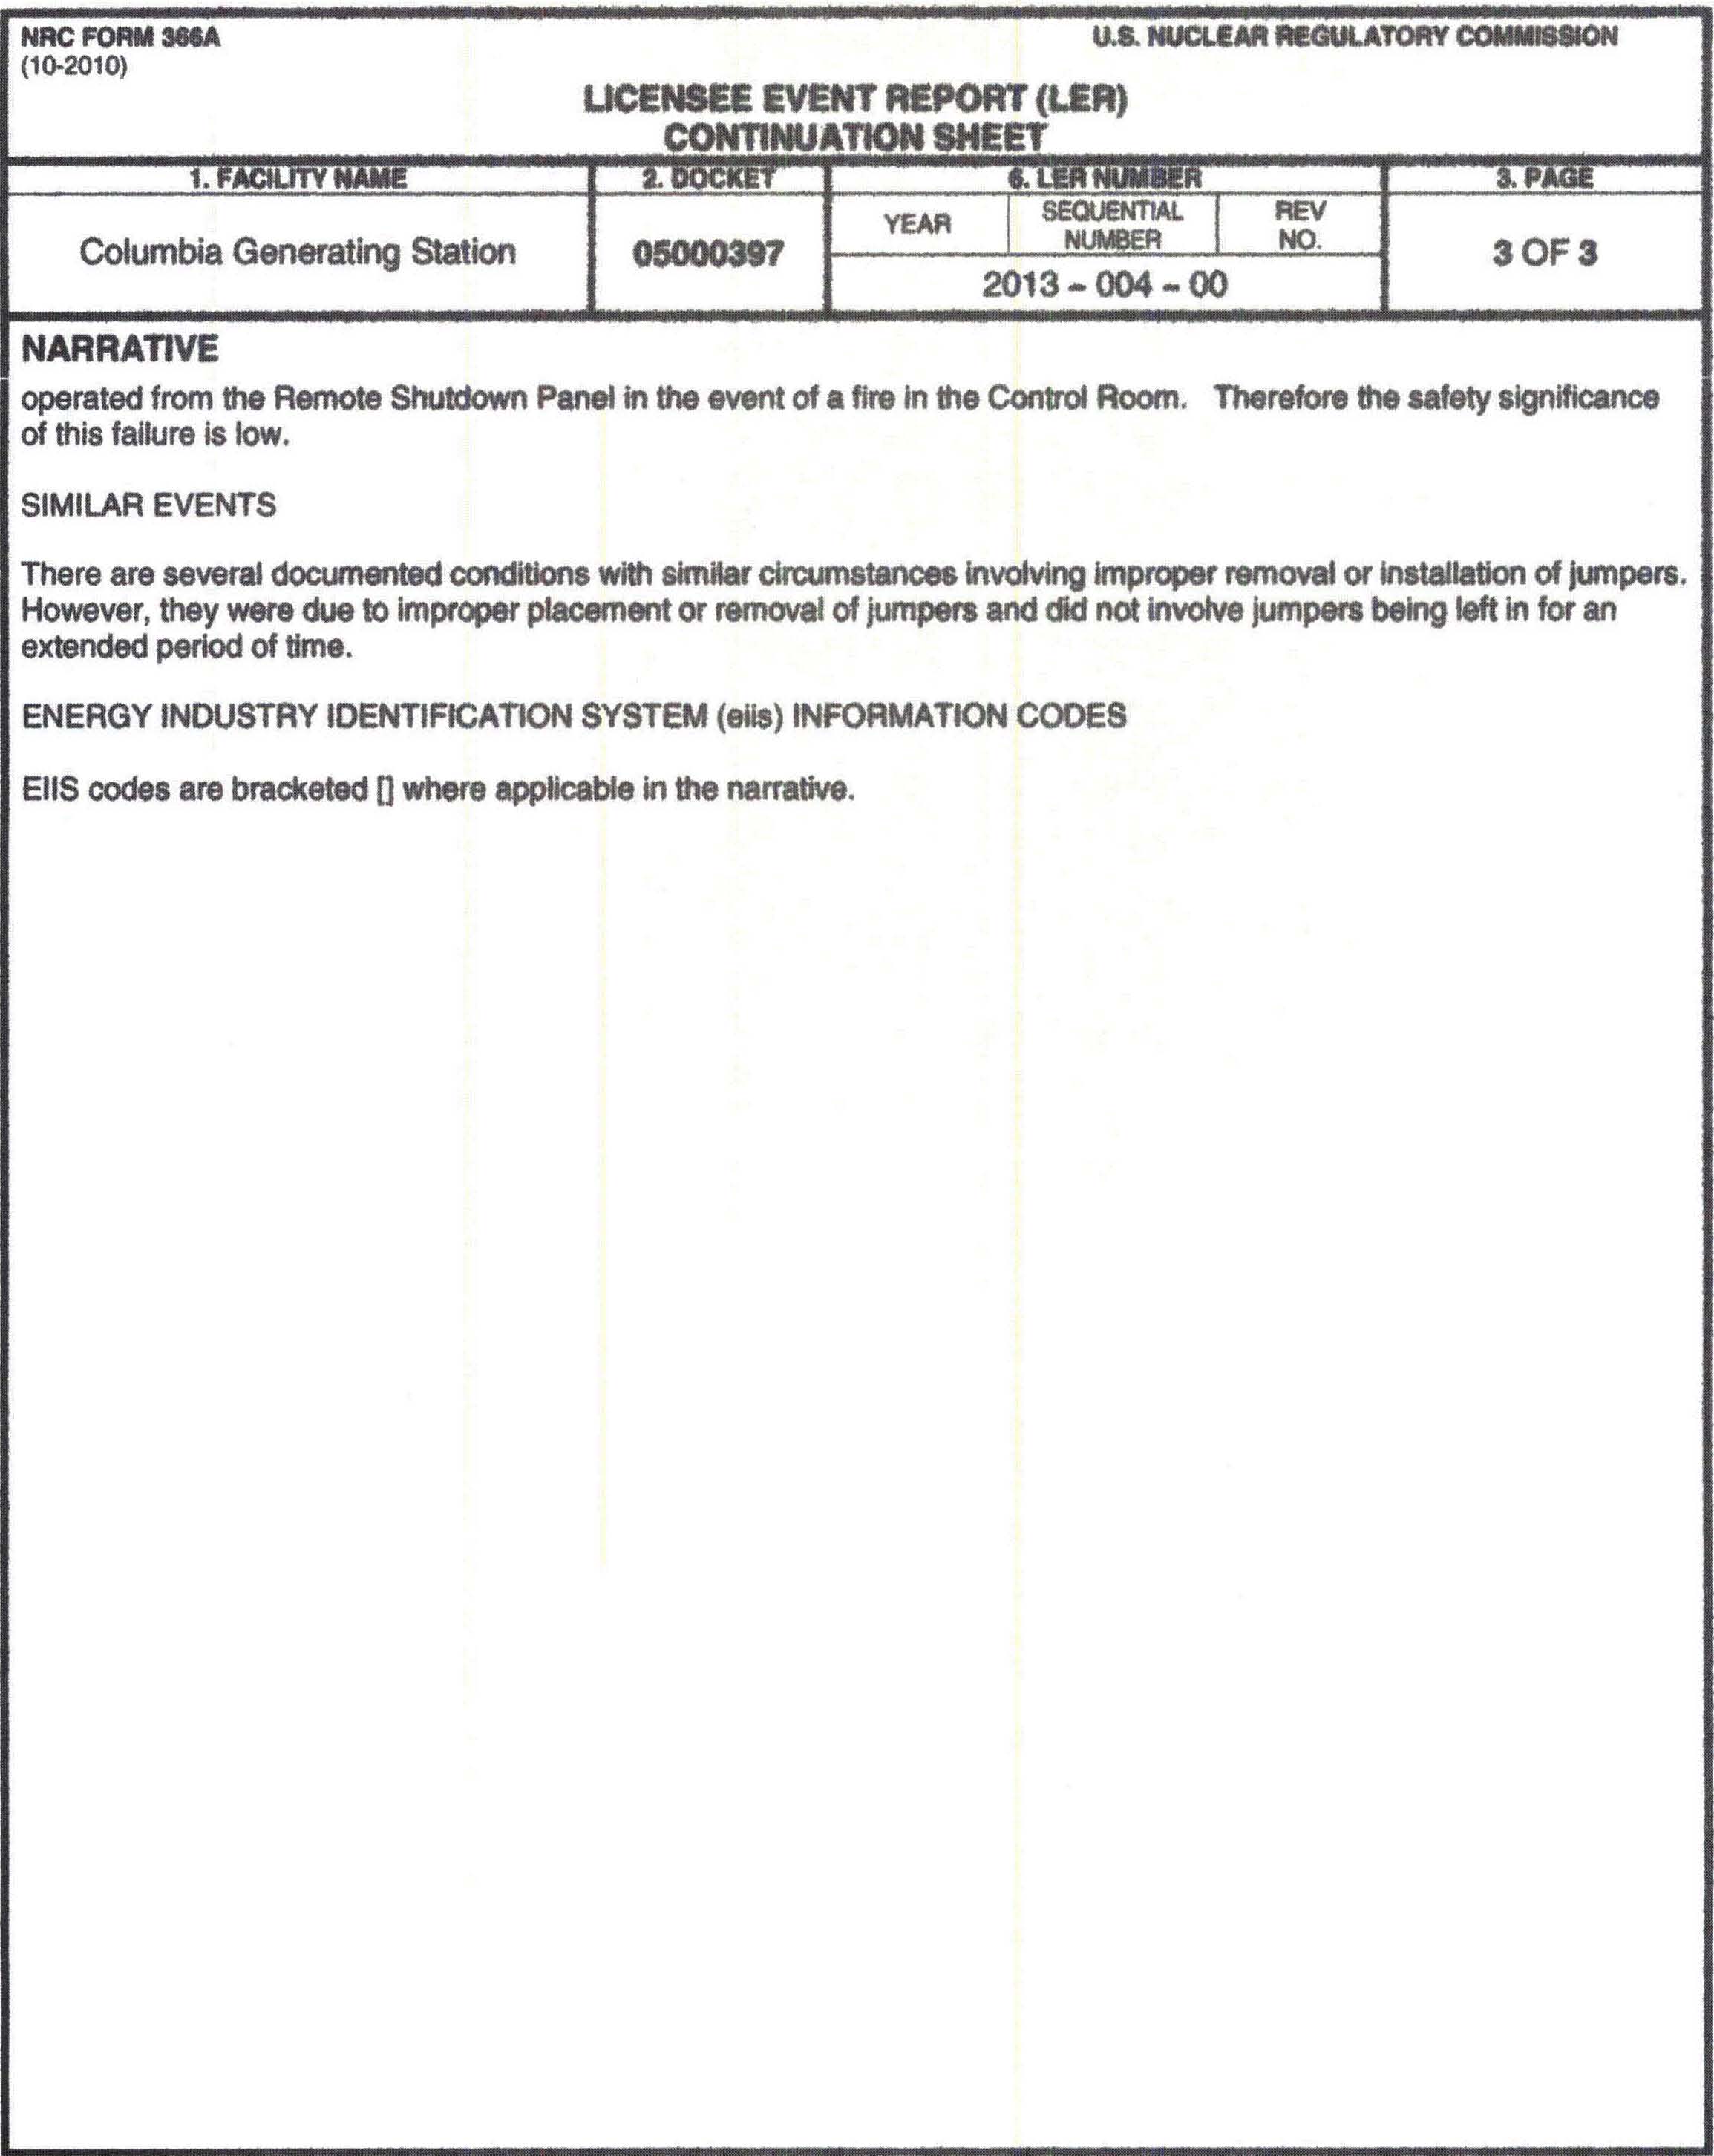 NRC FORM 366A
U.S. NUCLEAR REGULATORY COMMISSION
(10-2010)
LICENSEE EVENT REPORT (LER)
CONTINUATION SHEET
1. FACILITY NAME
2. DOCKET
6. LER NUMBER
3. PAGE
Columbia Generating Station
05000397
YEAR
SEQUENTIAL
NUMBER
REV
NO.
2013 - 004 - 00
3 OF 3
NARRATIVE
operated from the Remote Shutdown Panel in the event of a fire in the Control Room. Therefore the safety significance
of this failure is low.
SIMILAR EVENTS
There are several documented conditions with similar circumstances involving improper removal or installation of jumpers.
However, they were due to improper placement or removal of jumpers and did not involve jumpers being left in for an
extended period of time.
ENERGY INDUSTRY IDENTIFICATION SYSTEM (eiis) INFORMATION CODES
EIIS codes are bracketed [] where applicable in the narrative.